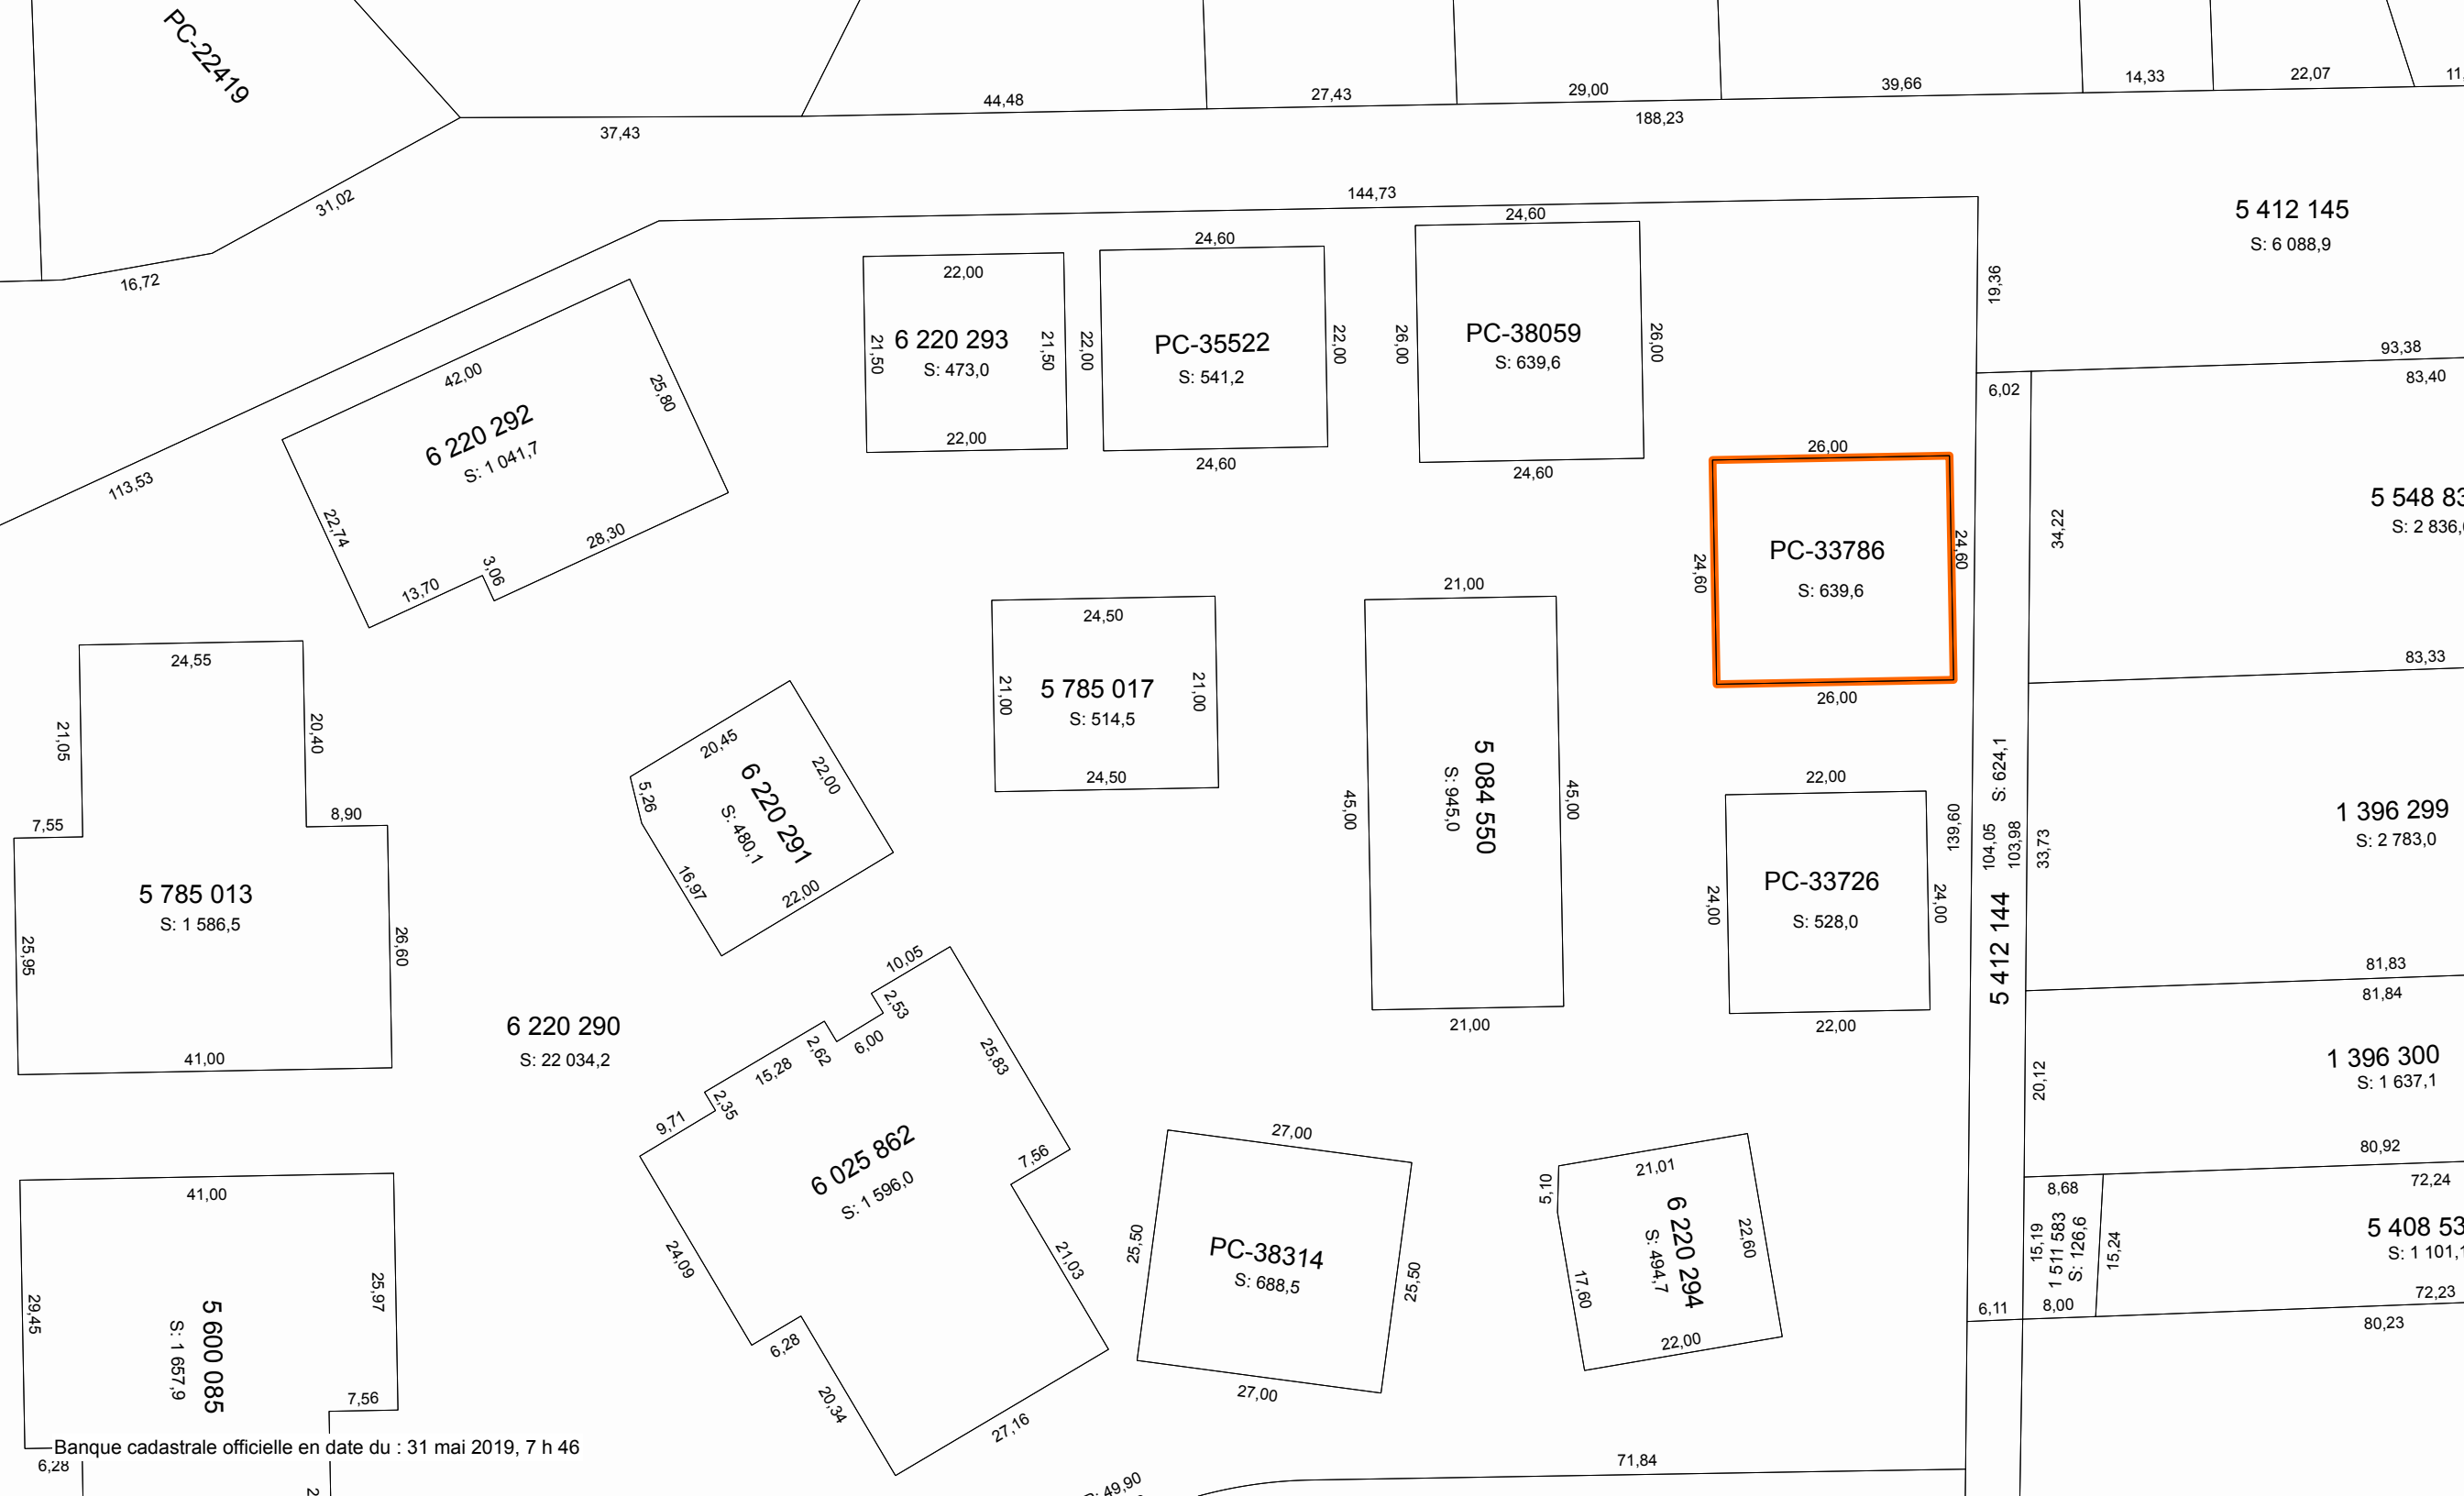 PC-22419
44,48
27,43
29,00
39,66
14,33
22,07
11,
37,43
188,23
31,02
16,72
144,73
5 412 145
S: 6 088,9
19,36
93,38
83,40
6,02
113,53
42,00
25,80
6 220 292
S: 1 041,7
22,74
13,70
3,06
28,30
22,00
21,50
6 220 293
S: 473,0
21,50
22,00
24,60
22,00
PC-35522
S: 541,2
22,00
24,60
24,60
26,00
PC-38059
S: 639,6
26,00
24,60
26,00
24,60
PC-33786
S: 639,6
24,60
26,00
34,22
5 548 83
S: 2 836,
83,33
24,55
21,05
20,40
7,55
8,90
5 785 013
S: 1 586,5
25,95
26,60
41,00
20,45
5,26
22,00
6 220 291
S: 480,1
16,97
22,00
24,50
21,00
5 785 017
S: 514,5
21,00
24,50
21,00
45,00
5 084 550
S: 945,0
45,00
21,00
22,00
24,00
PC-33726
S: 528,0
24,00
22,00
139,60
104,05
5 412 144
S: 624,1
103,98
33,73
1 396 299
S: 2 783,0
81,83
81,84
20,12
1 396 300
S: 1 637,1
80,92
6 220 290
S: 22 034,2
10,05
2,53
6,00
2,62
15,28
2,35
9,71
25,83
7,56
6 025 862
S: 1 596,0
24,09
21,03
6,28
20,34
27,16
27,00
25,50
PC-38314
S: 688,5
25,50
27,00
21,01
5,10
6 220 294
S: 494,7
22,60
17,60
22,00
8,68
72,24
15,19
1 511 583
S: 126,6
15,24
5 408 53
S: 1 101,1
72,23
6,11
8,00
80,23
41,00
29,45
5 600 085
S: 1 657,9
25,97
7,56
Banque cadastrale officielle en date du : 31 mai 2019, 7 h 46
6,28
2
49,90
71,84